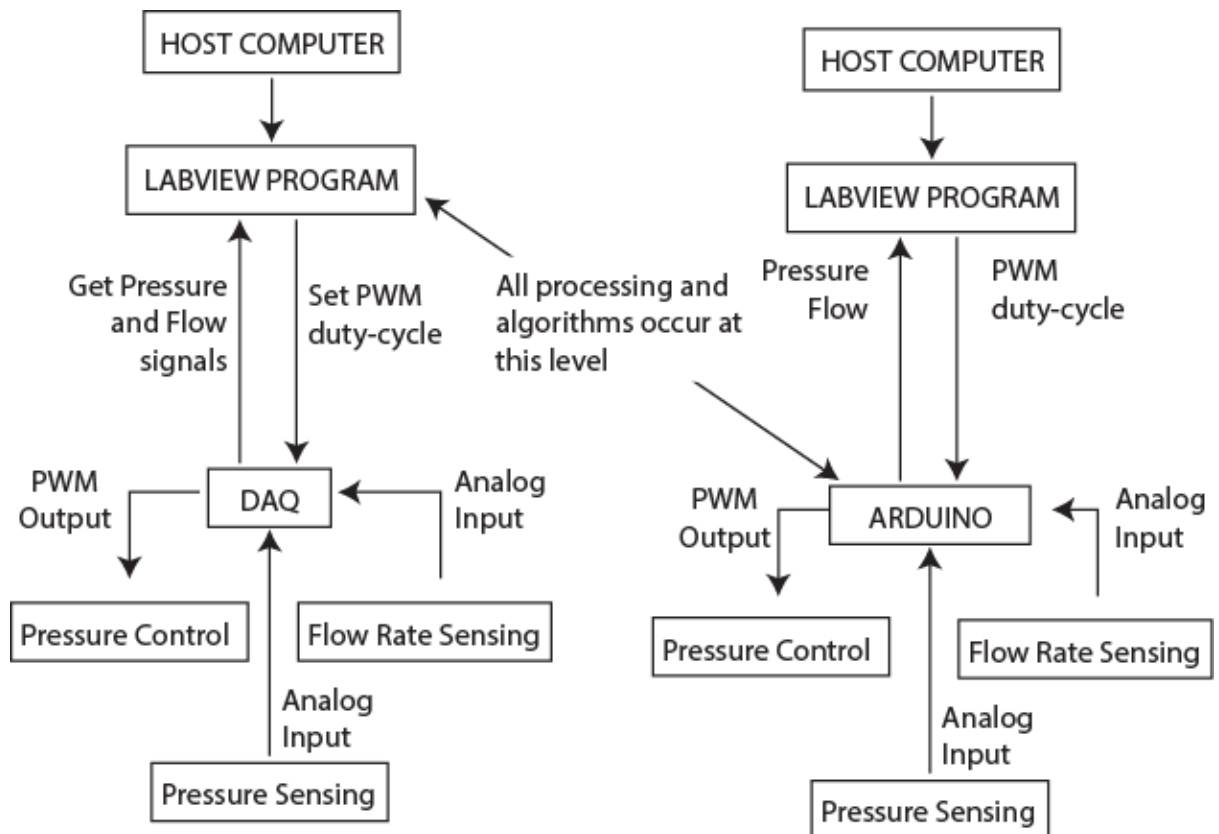 HOST COMPUTER
LABVIEW PROGRAM
Get Pressure
and Flow
signals
Set PWM
duty-cycle
PWM
Output
DAQ
Analog
Input
Pressure Control
Flow Rate Sensing
Analog
Input
Pressure Sensing
All processing and
algorithms occur at
this level
HOST COMPUTER
LABVIEW PROGRAM
Pressure
Flow
PWM
duty-cycle
PWM
Output
ARDUINO
Analog
Input
Pressure Control
Flow Rate Sensing
Analog
Input
Pressure Sensing